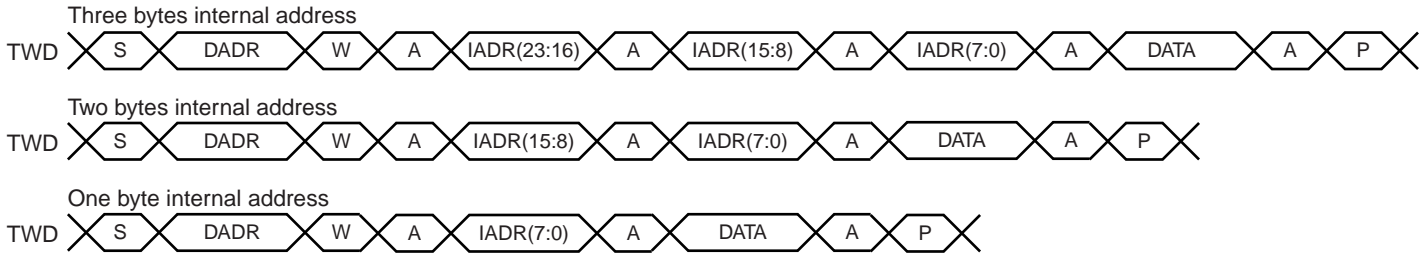 Three bytes internal address
TWD S DADR W A IADR(23:16) A IADR(15:8) A IADR(7:0) A DATA A P
Two bytes internal address
TWD S DADR W A IADR(15:8) A IADR(7:0) A DATA A P
One byte internal address
TWD S DADR W A IADR(7:0) A DATA A P